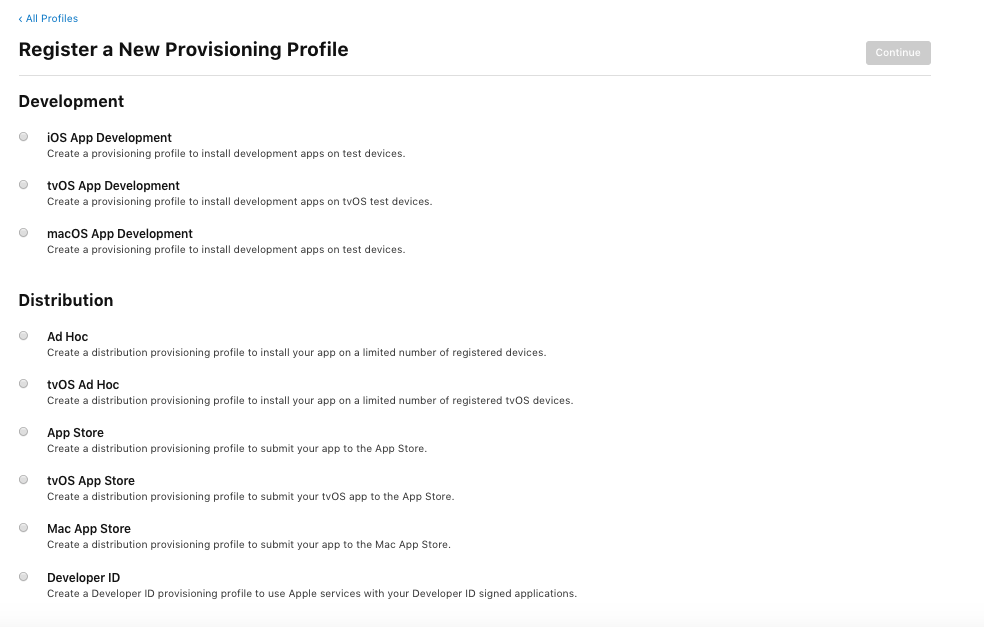 ‹ All Profiles
Register a New Provisioning Profile
Continue
Development
iOS App Development
Create a provisioning profile to install development apps on test devices.
tvOS App Development
Create a provisioning profile to install development apps on tvOS test devices.
macOS App Development
Create a provisioning profile to install development apps on test devices.
Distribution
Ad Hoc
Create a distribution provisioning profile to install your app on a limited number of registered devices.
tvOS Ad Hoc
Create a distribution provisioning profile to install your app on a limited number of registered tvOS devices.
App Store
Create a distribution provisioning profile to submit your app to the App Store.
tvOS App Store
Create a distribution provisioning profile to submit your tvOS app to the App Store.
Mac App Store
Create a distribution provisioning profile to submit your app to the Mac App Store.
Developer ID
Create a Developer ID provisioning profile to use Apple services with your Developer ID signed applications.